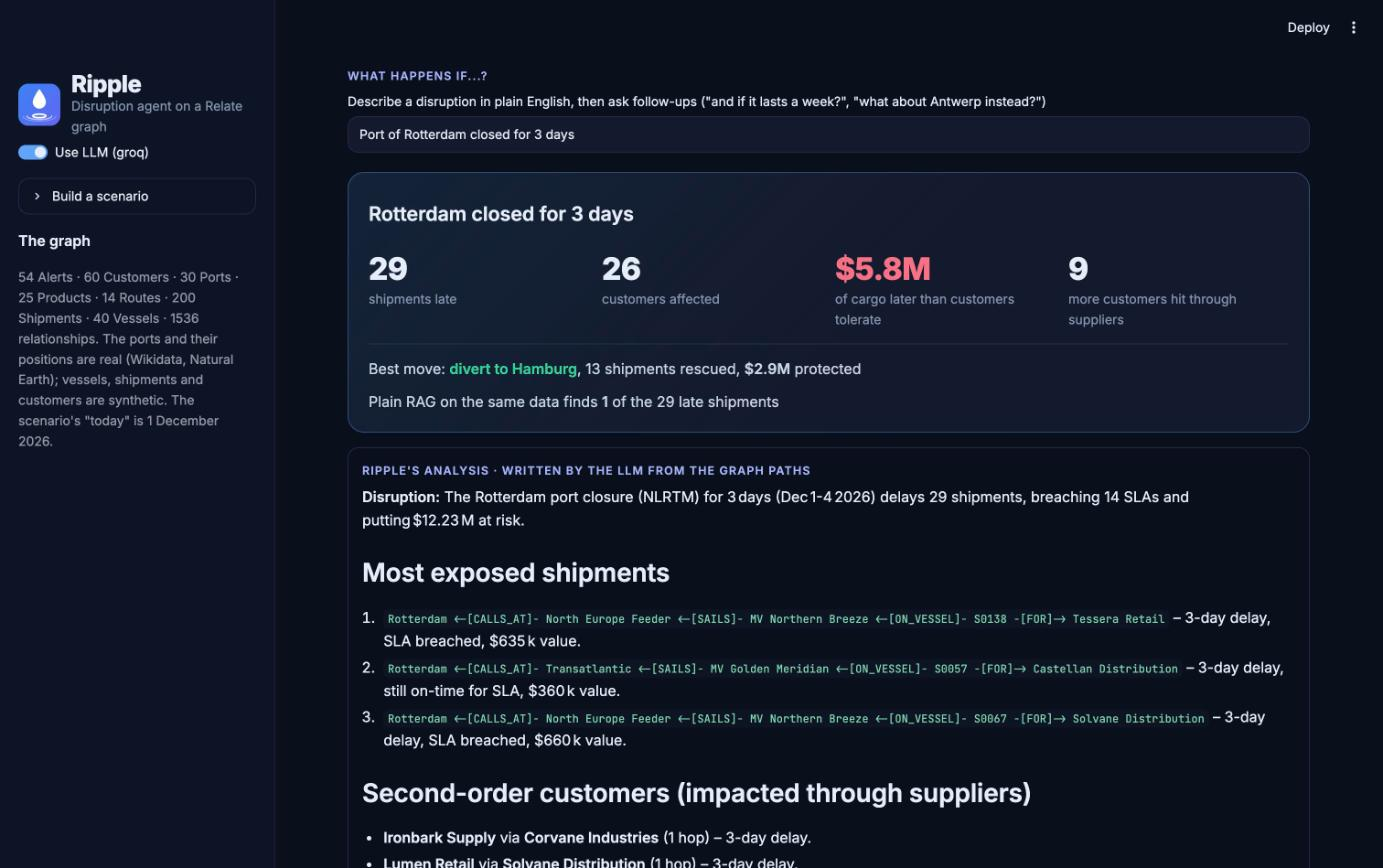 Deploy
Ripple
Disruption agent on a Relate
graph
Use LLM (groq)
Build a scenario
The graph
54 Alerts · 60 Customers · 30 Ports ·
25 Products · 14 Routes · 200
Shipments · 40 Vessels · 1536
relationships. The ports and their
positions are real (Wikidata, Natural
Earth); vessels, shipments and
customers are synthetic. The
scenario's "today" is 1 December
2026.
WHAT HAPPENS IF...?
Describe a disruption in plain English, then ask follow-ups ("and if it lasts a week?", "what about Antwerp instead?")
Port of Rotterdam closed for 3 days
Rotterdam closed for 3 days
29
shipments late
26
customers affected
$5.8M
of cargo later than customers
tolerate
9
more customers hit through
suppliers
Best move: divert to Hamburg, 13 shipments rescued, $2.9M protected
Plain RAG on the same data finds 1 of the 29 late shipments
RIPPLE'S ANALYSIS · WRITTEN BY THE LLM FROM THE GRAPH PATHS
Disruption: The Rotterdam port closure (NLRTM) for 3 days (Dec 1-4 2026) delays 29 shipments, breaching 14 SLAs and
putting $12.23 M at risk.
Most exposed shipments
1. Rotterdam <-[CALLS_AT]- North Europe Feeder <-[SAILS]- MV Northern Breeze <-[ON_VESSEL]- S0138 -[FOR]-> Tessera Retail – 3-day delay,
SLA breached, $635 k value.
2. Rotterdam <-[CALLS_AT]- Transatlantic <-[SAILS]- MV Golden Meridian <-[ON_VESSEL]- S0057 -[FOR]-> Castellan Distribution – 3-day delay,
still on-time for SLA, $360 k value.
3. Rotterdam <-[CALLS_AT]- North Europe Feeder <-[SAILS]- MV Northern Breeze <-[ON_VESSEL]- S0067 -[FOR]-> Solvane Distribution – 3-day
delay, SLA breached, $660 k value.
Second-order customers (impacted through suppliers)
• Ironbark Supply via Corvane Industries (1 hop) – 3-day delay.
• Lumen Retail via Solvane Distribution (1 hop) – 3-day delay.